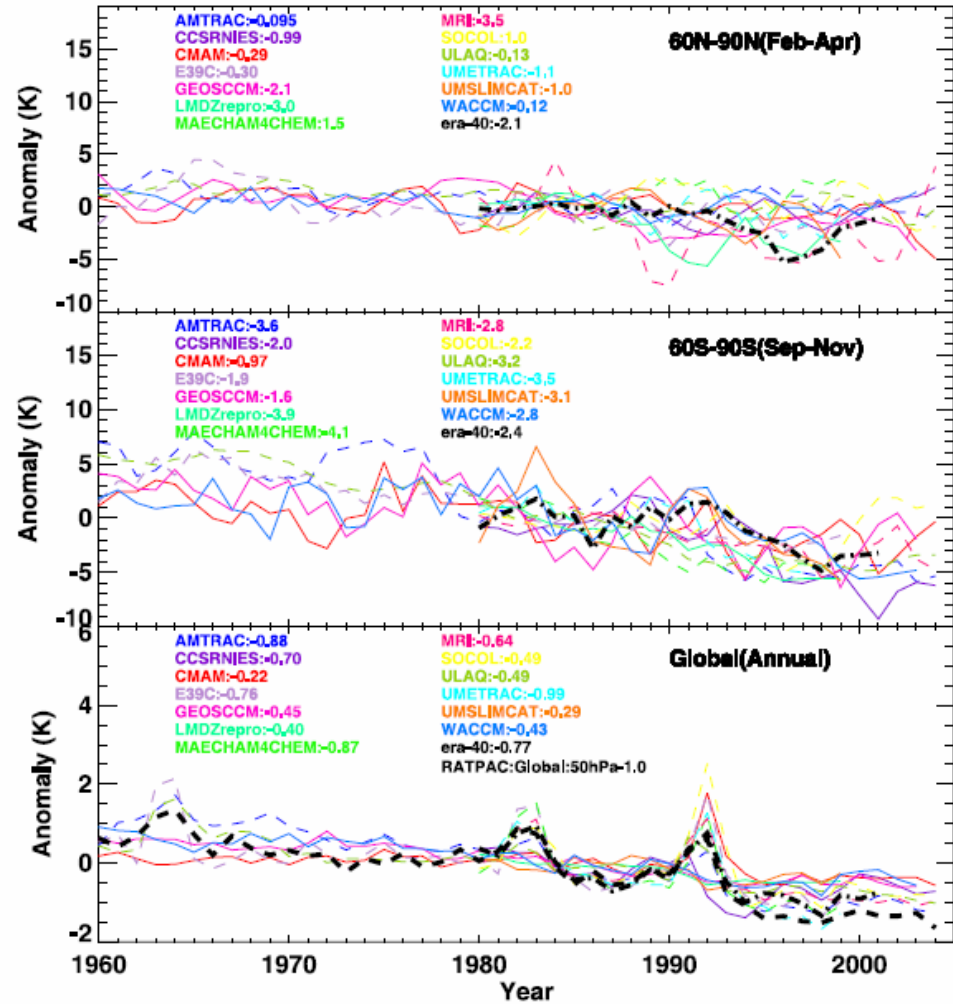 AMTRAC:-0.095 MRI:-3.5
CCSRNIES:-0.99 SOCOL:1.0 60N-90N(Feb-Apr)
CMAM:-0.29 ULAQ:-0.13
E39C:-0.30 UMETRAC:-1.1
GEOSCCM:-2.1 UMSLIMCAT:-1.0
LMDZrepro:-3.0 WACCM:-0.12
MAECHAM4CHEM:1.5 era-40:-2.1
15
10
5
0
-5
-10
Anomaly (K)
AMTRAC:-3.6 MRI:-2.8
CCSRNIES:-2.0 SOCOL:-2.2 60S-90S(Sep-Nov)
CMAM:-0.97 ULAQ:-3.2
E39C:-1.9 UMETRAC:-3.5
GEOSCCM:-1.6 UMSLIMCAT:-3.1
LMDZrepro:-3.9 WACCM:-2.8
MAECHAM4CHEM:-4.1 era-40:-2.4
15
10
5
0
-5
-10
Anomaly (K)
AMTRAC:-0.88 MRI:-0.64
CCSRNIES:-0.70 SOCOL:-0.49 Global(Annual)
CMAM:-0.22 ULAQ:-0.49
E39C:-0.76 UMETRAC:-0.99
GEOSCCM:-0.45 UMSLIMCAT:-0.29
LMDZrepro:-0.40 WACCM:-0.43
MAECHAM4CHEM:-0.87 era-40:-0.77
RATPAC:Global:50hPa-1.0
6
4
2
0
-2
Anomaly (K)
1960 1970 1980 1990 2000
Year